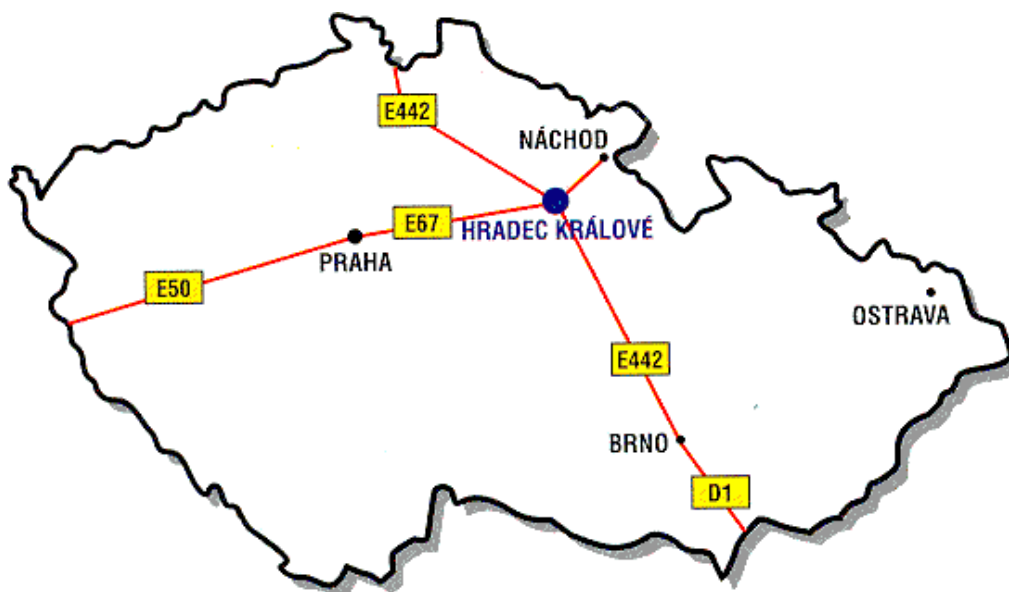 E442
NÁCHOD
E67
HRADEC KRÁLOVÉ
PRAHA
E50
OSTRAVA
E442
BRNO
D1